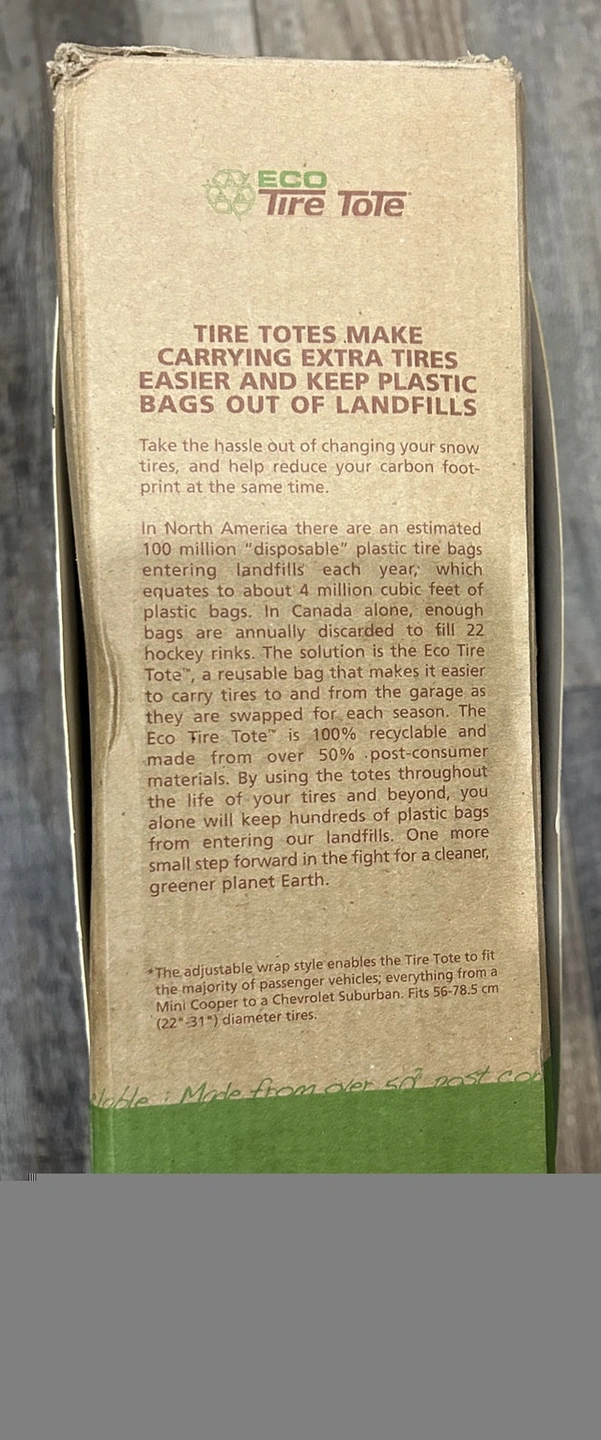 ECO
Tire Tote
TIRE TOTES MAKE
CARRYING EXTRA TIRES
EASIER AND KEEP PLASTIC
BAGS OUT OF LANDFILLS
Take the hassle out of changing your snow
tires, and help reduce your carbon foot-
print at the same time.
In North America there are an estimated
100 million “disposable” plastic tire bags
entering landfills each year, which
equates to about 4 million cubic feet of
plastic bags. In Canada alone, enough
bags are annually discarded to fill 22
hockey rinks. The solution is the Eco Tire
Tote™, a reusable bag that makes it easier
to carry tires to and from the garage as
they are swapped for each season. The
Eco Tire Tote™ is 100% recyclable and
made from over 50% post-consumer
materials. By using the totes throughout
the life of your tires and beyond, you
alone will keep hundreds of plastic bags
from entering our landfills. One more
small step forward in the fight for a cleaner,
greener planet Earth.
*The adjustable wrap style enables the Tire Tote to fit
the majority of passenger vehicles; everything from a
Mini Cooper to a Chevrolet Suburban. Fits 56-78.5 cm
(22"-31") diameter tires.
Made from over post